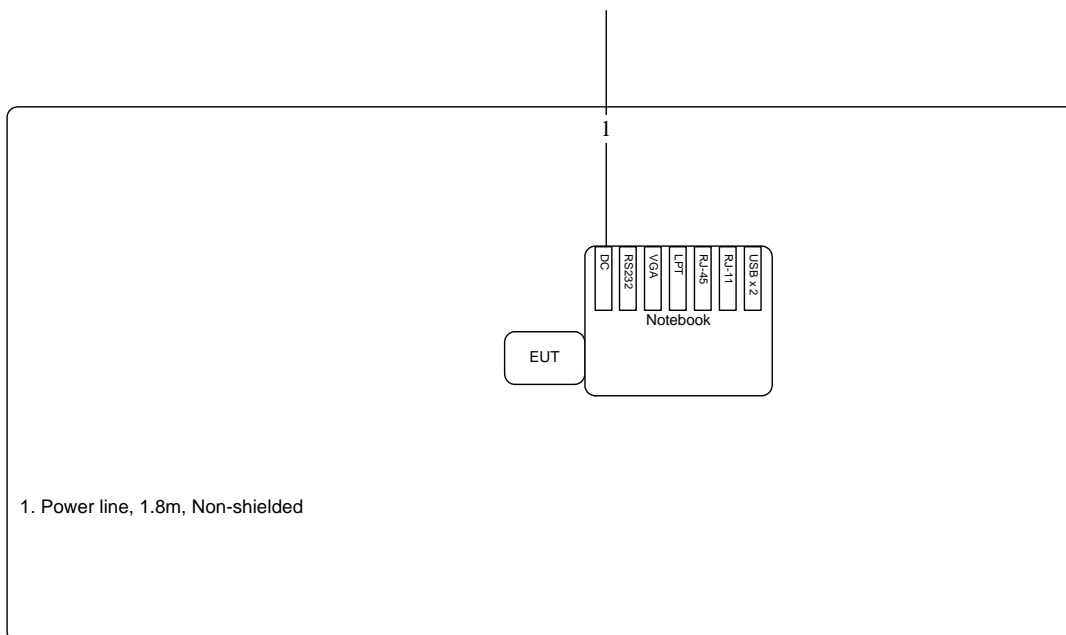 1
DC
RS232
VGA
LPT
RJ-45
RJ-11
USB x 2
Notebook
EUT
1. Power line, 1.8m, Non-shielded